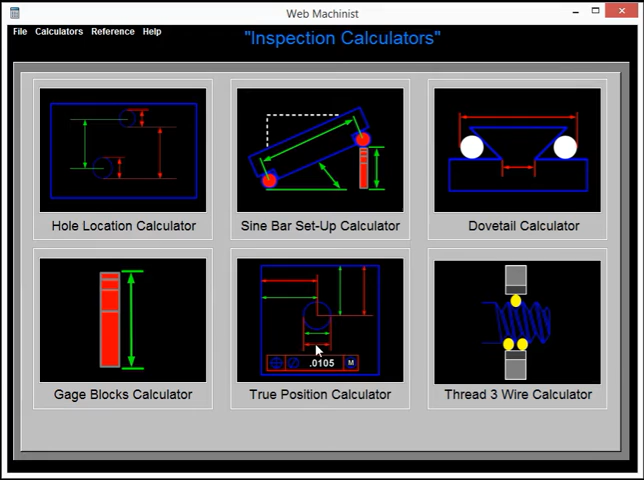 Web Machinist
File Calculators Reference Help
"Inspection Calculators"
Hole Location Calculator
Sine Bar Set-Up Calculator
Dovetail Calculator
.0105 M
Gage Blocks Calculator
True Position Calculator
Thread 3 Wire Calculator